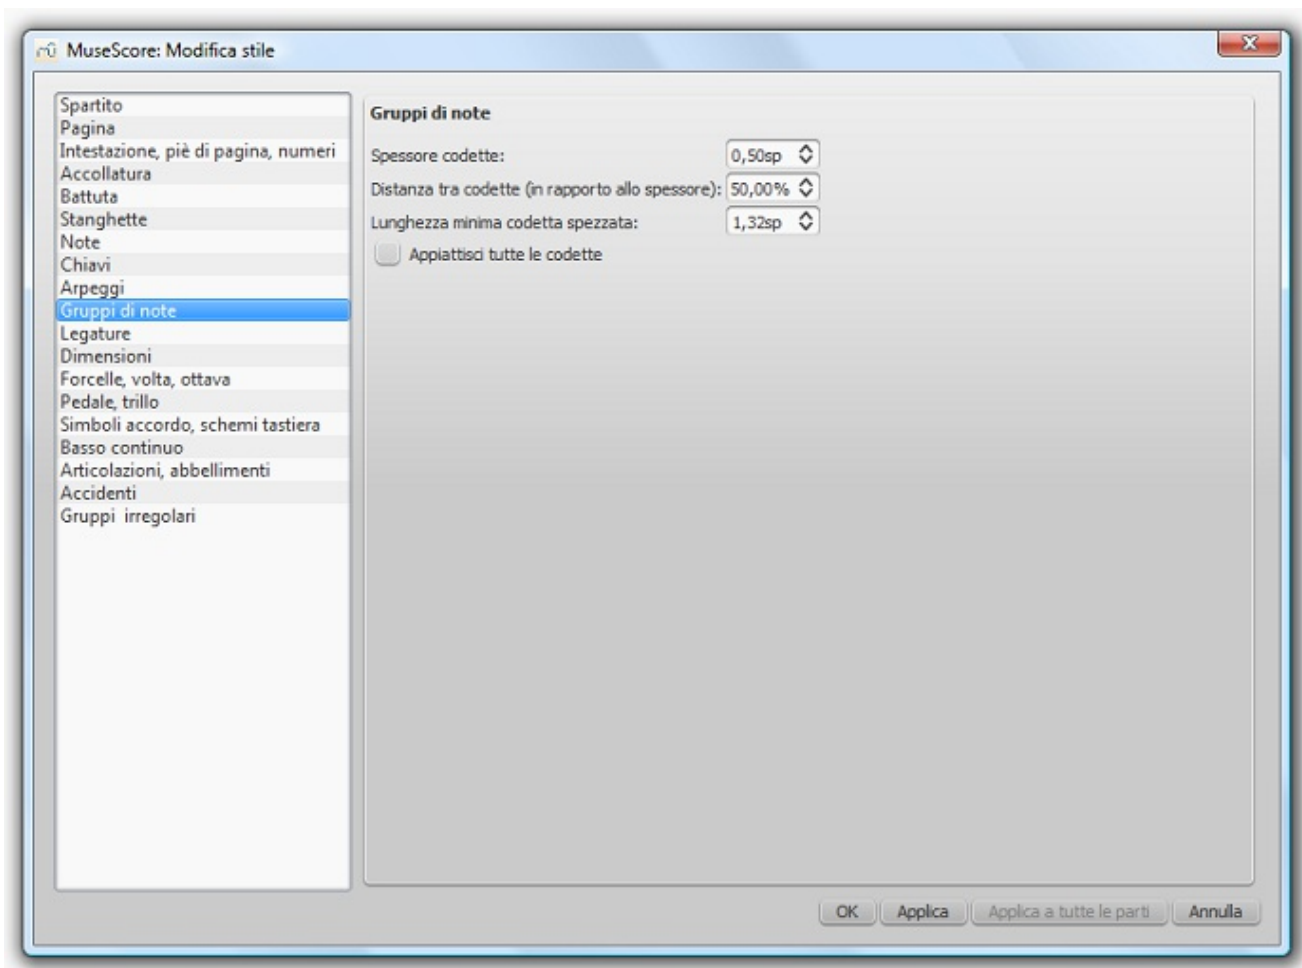 MuseScore: Modifica stile
Spartito
Pagina
Intestazione, piè di pagina, numeri
Accollatura
Battuta
Stanghette
Note
Chiavi
Arpeggi
Gruppi di note
Legature
Dimensioni
Forcelle, volta, ottava
Pedale, trillo
Simboli accordo, schemi tastiera
Basso continuo
Articolazioni, abbellimenti
Accidenti
Gruppi irregolari
Gruppi di note
Spessore codette: 0,50sp
Distanza tra codette (in rapporto allo spessore): 50,00%
Lunghezza minima codetta spezzata: 1,32sp
Appiattisci tutte le codette
OK Applica Applica a tutte le parti Annulla